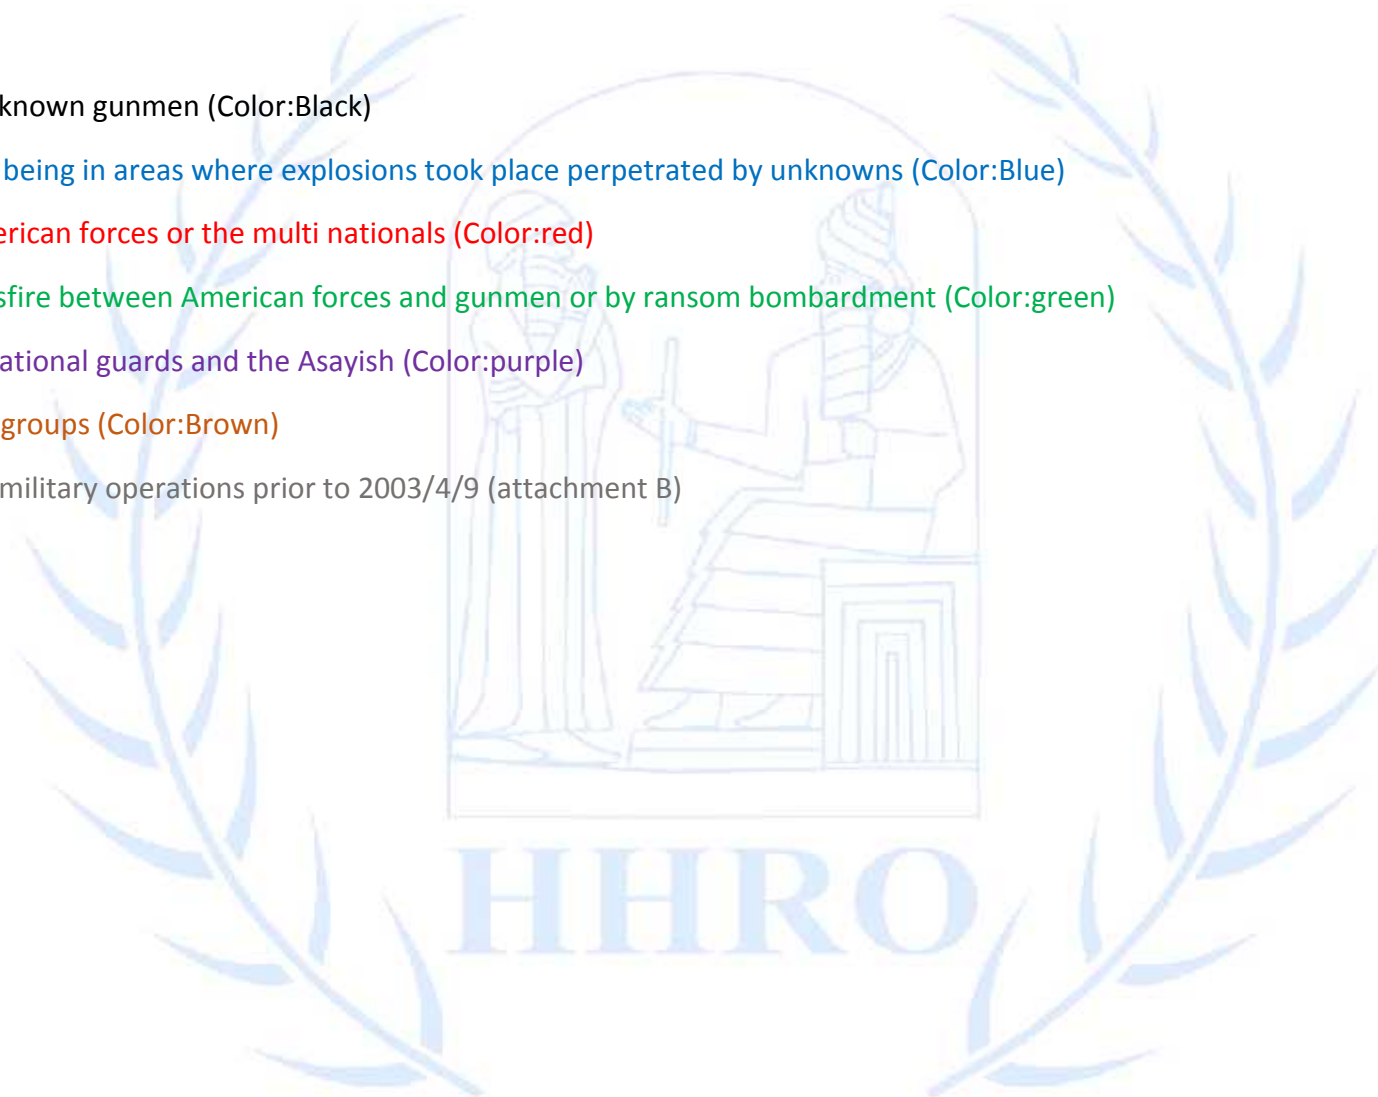 known gunmen (Color:Black)
being in areas where explosions took place perpetrated by unknowns (Color:Blue)
erican forces or the multi nationals (Color:red)
sfire between American forces and gunmen or by ransom bombardment (Color:green)
ational guards and the Asayish (Color:purple)
groups (Color:Brown)
military operations prior to 2003/4/9 (attachment B)
HHRO